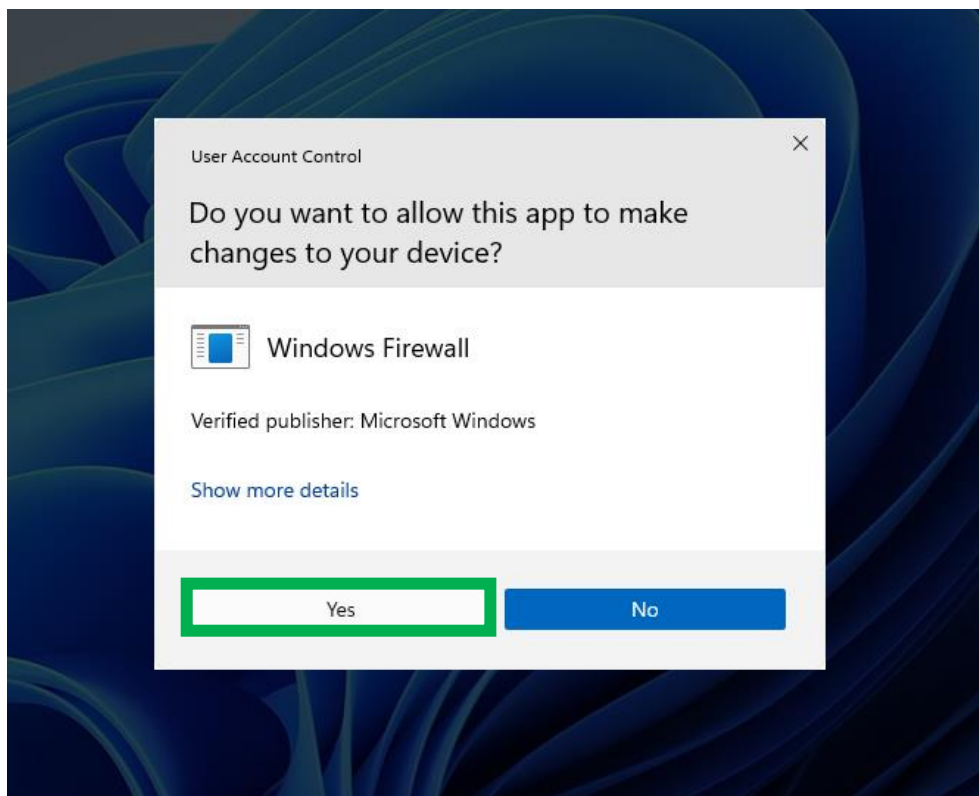 User Account Control
Do you want to allow this app to make
changes to your device?
Windows Firewall
Verified publisher: Microsoft Windows
Show more details
Yes
No